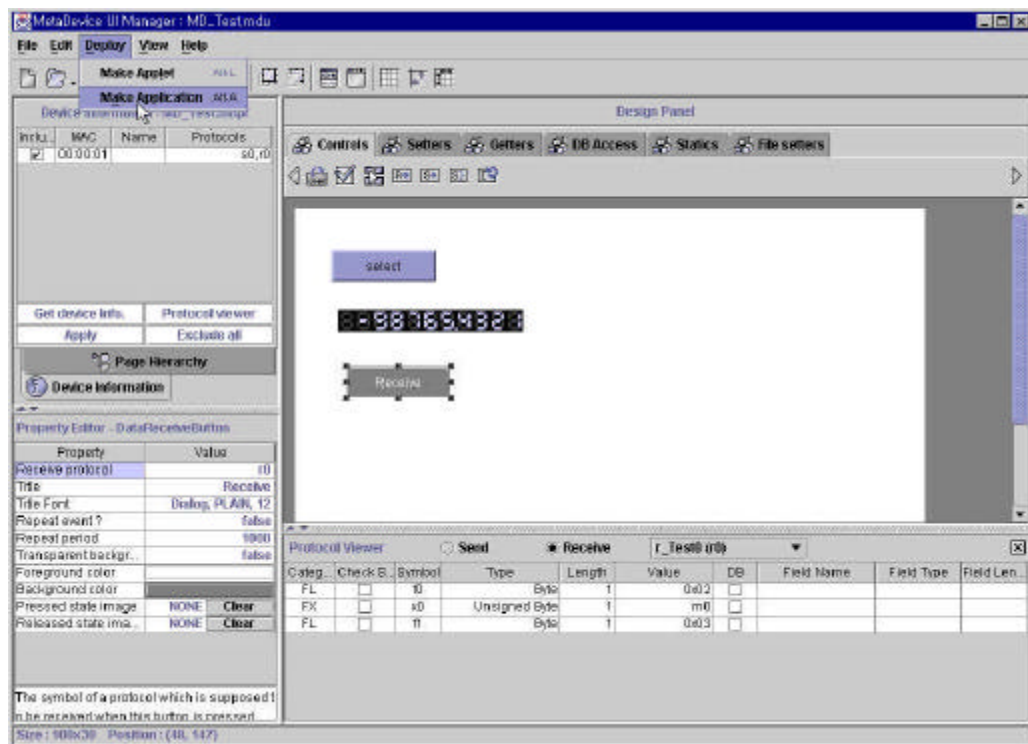 MetaDevice UI Manager : MD_Test.mdu
File Edit Deploy View Help
Make Applet Alt-L
Make Application Alt-A
Design Panel
Inclu... MAC Name Protocols
00:00:01 s0,r0
Controls Setters Getters DB Access Statics File setters
select
Get device info. Protocol viewer
Apply Exclude all
Page Hierarchy
Device Information
Receive
Property Editor - DataReceiveButton
Property Value
Receive protocol r0
Title Receive
Title Font Dialog, PLAIN, 12
Repeat event ? false
Repeat period 1000
Transparent backgr... false
Foreground color
Background color
Pressed state image NONE Clear
Released state ima... NONE Clear
The symbol of a protocol which is supposed t
o be received when this button is pressed
Protocol Viewer Send Receive r_Test0 (r0)
Categ... Check S... Symbol Type Length Value DB Field Name Field Type Field Len...
FL f0 Byte 1 0x02
FX x0 Unsigned Byte 1 m0
FL f1 Byte 1 0x03
Size : 100x30 Position : (48, 147)